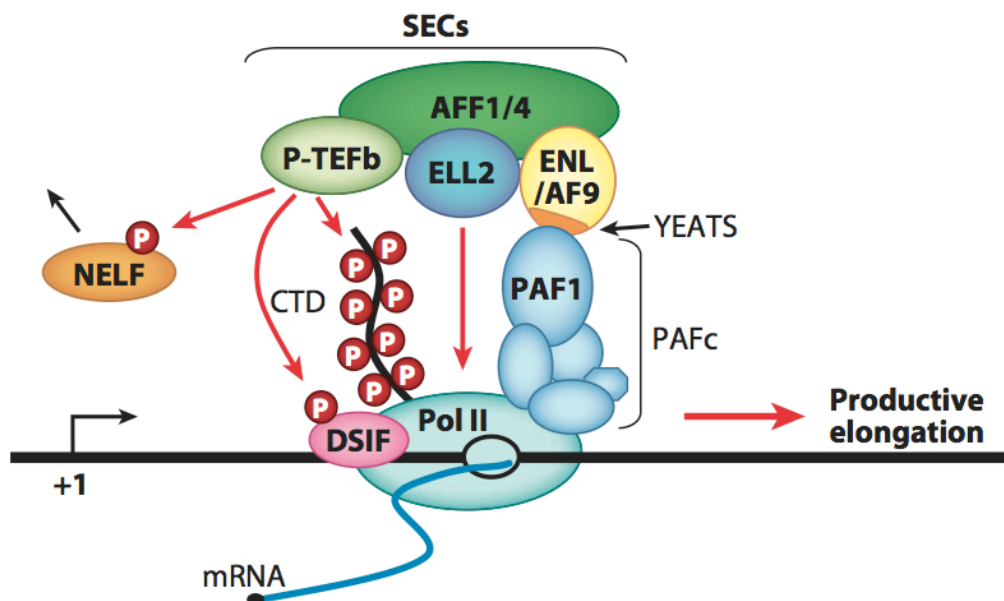 SECs
AFF1/4
P-TEFb
ELL2
ENL
/AF9
YEATS
P
NELF
CTD
P
P
P
P
P
P
P
P
PAF1
PAFc
P
DSIF
Pol II
Productive
elongation
+1
mRNA